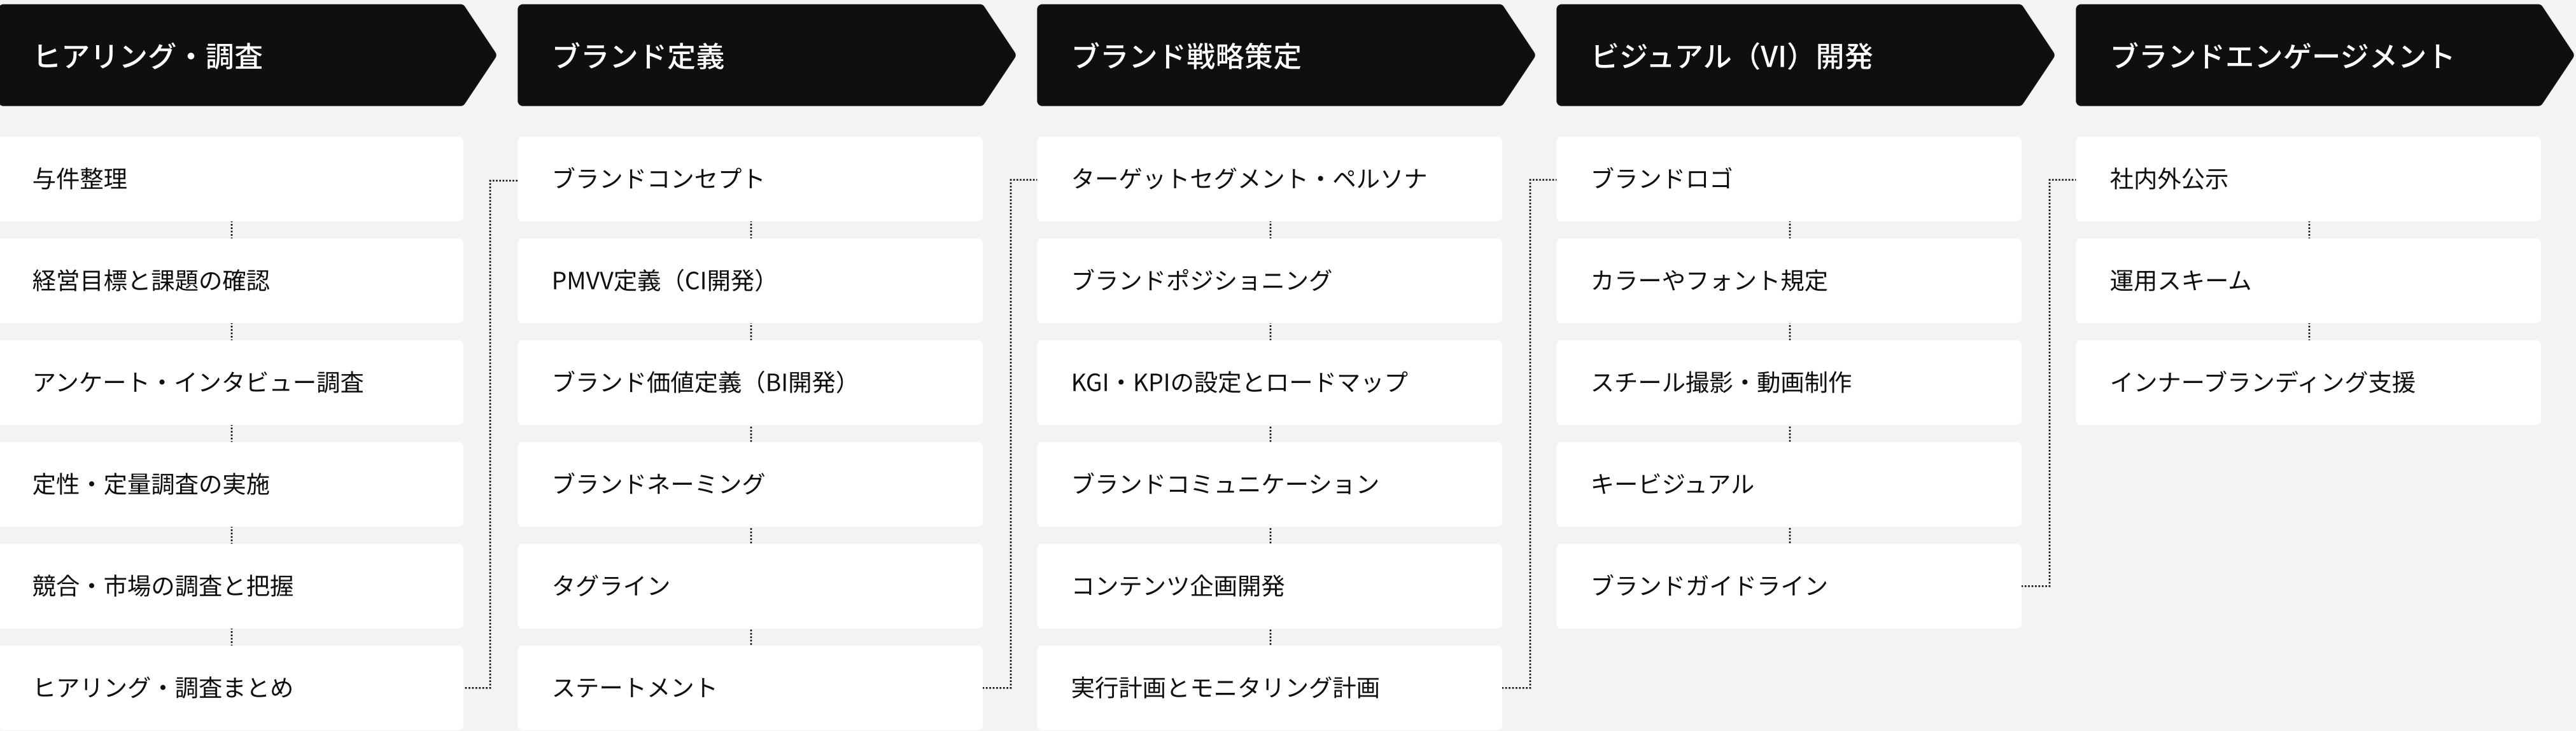 ヒアリング・調査
与件整理
経営目標と課題の確認
アンケート・インタビュー調査
定性・定量調査の実施
競合・市場の調査と把握
ヒアリング・調査まとめ
ブランド定義
ブランドコンセプト
PMVV定義（CI開発）
ブランド価値定義（BI開発）
ブランドネーミング
タグライン
ステートメント
ブランド戦略策定
ターゲットセグメント・ペルソナ
ブランドポジショニング
KGI・KPIの設定とロードマップ
ブランドコミュニケーション
コンテンツ企画開発
実行計画とモニタリング計画
ビジュアル（VI）開発
ブランドロゴ
カラーやフォント規定
スチール撮影・動画制作
キービジュアル
ブランドガイドライン
ブランドエンゲージメント
社内外公示
運用スキーム
インナーブランディング支援